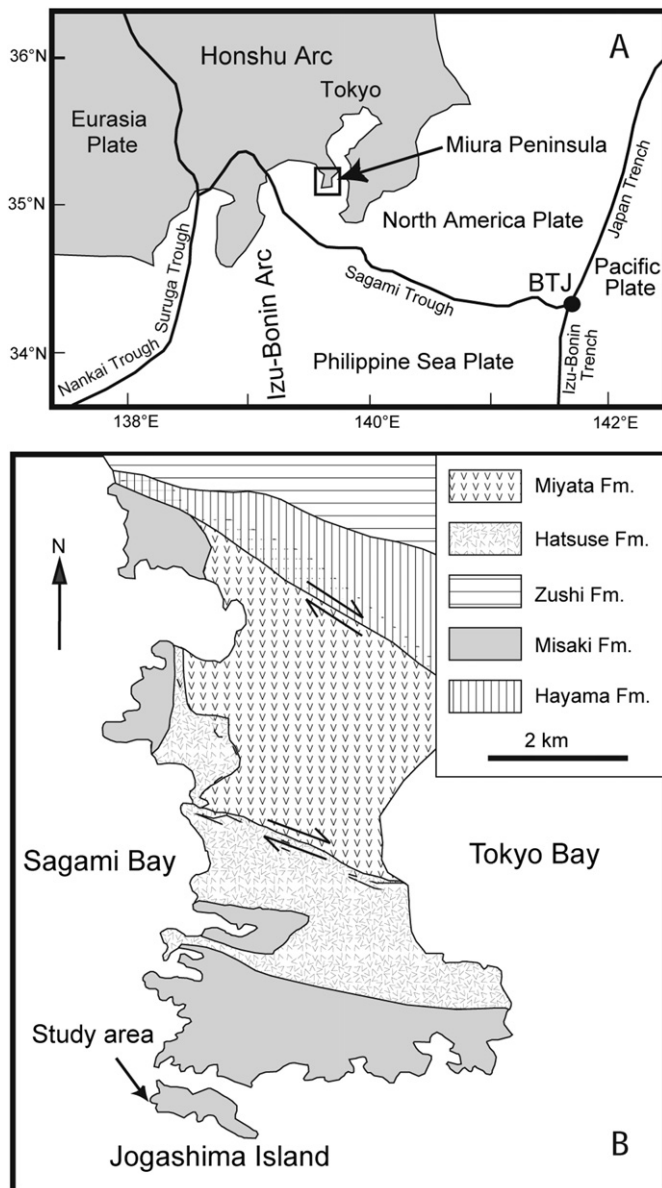 A
36°N
Honshu Arc
Tokyo
Eurasia
Plate
Miura Peninsula
35°N
North America Plate
Japan Trench
Suruga Trough
Izu-Bonin Arc
Sagami Trough
BTJ
Pacific
Plate
34°N
Nankai Trough
Philippine Sea Plate
Izu-Bonin
Trench
138°E
140°E
142°E
Miyata Fm.
Hatsuse Fm.
N
Zushi Fm.
Misaki Fm.
Hayama Fm.
2 km
Sagami Bay
Tokyo Bay
Study area
Jogashima Island
B